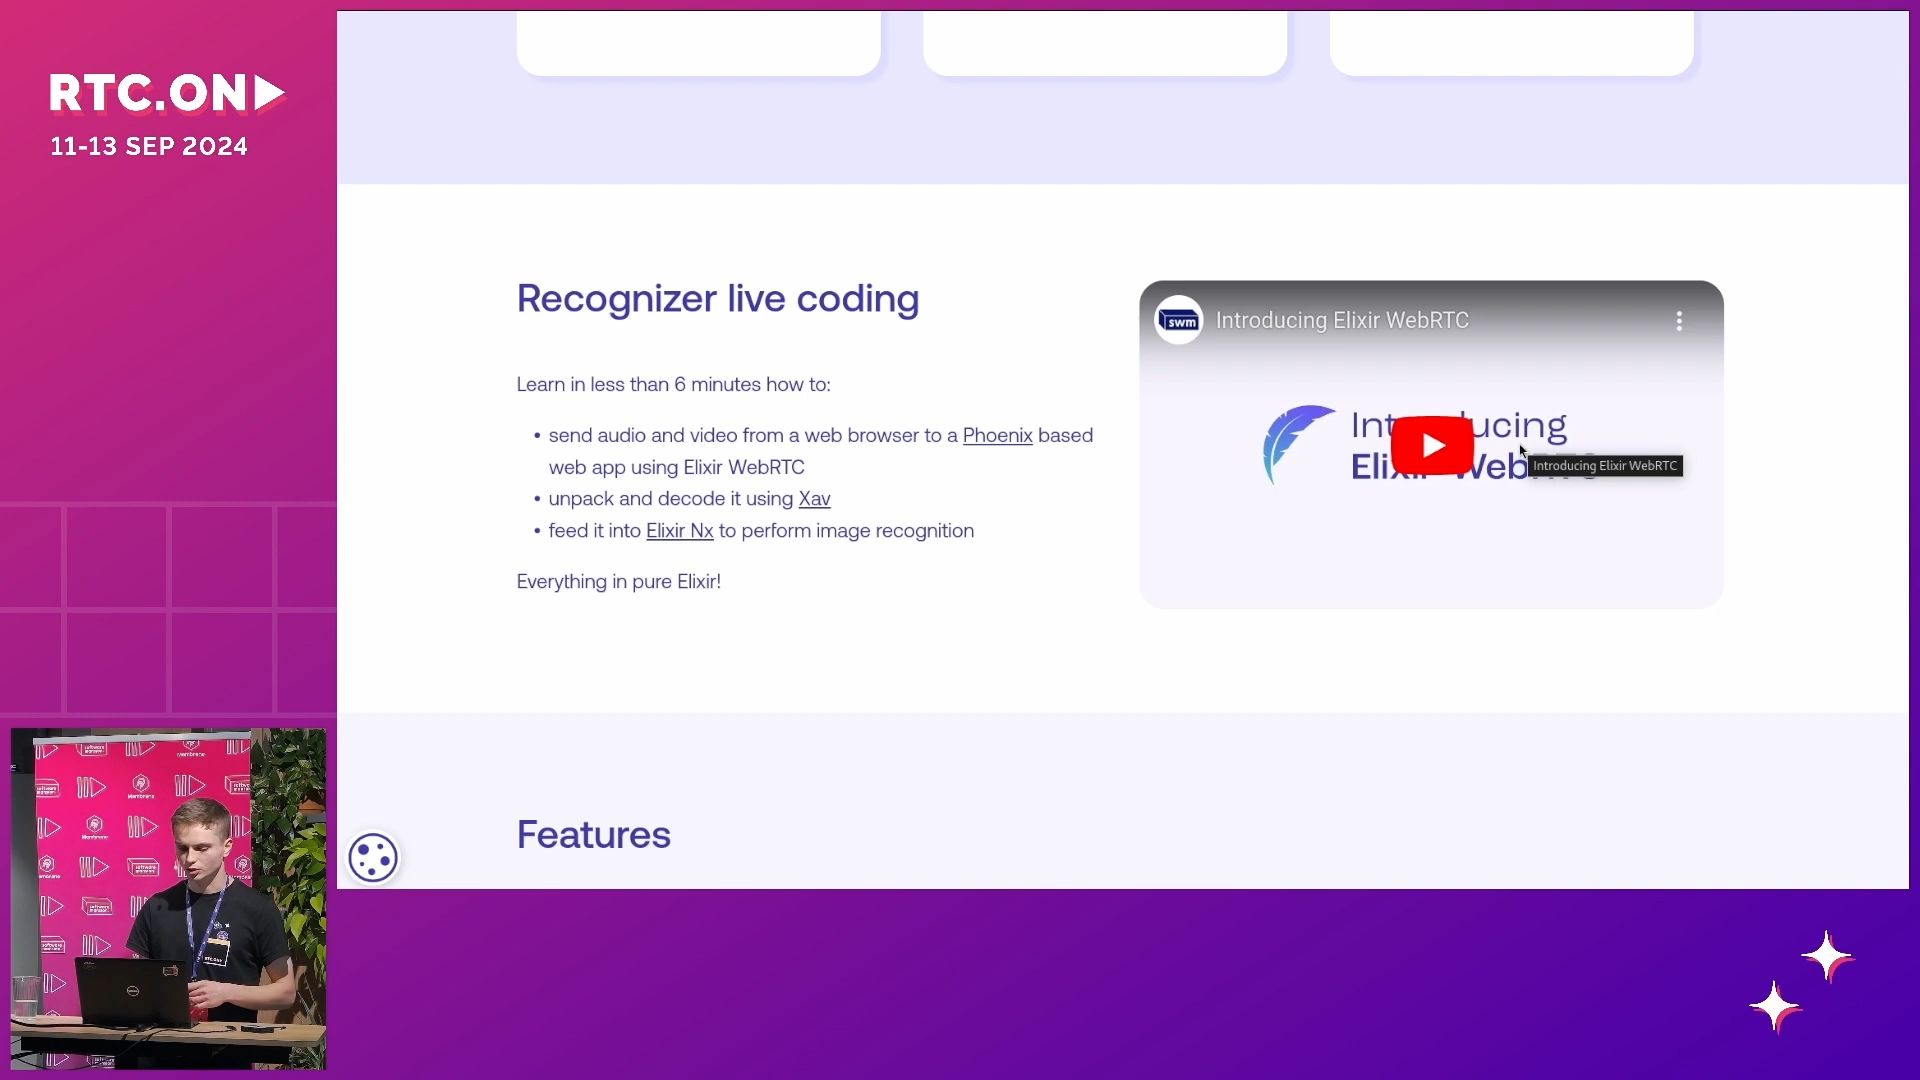 RTC.ON
11-13 SEP 2024
Recognizer live coding
Learn in less than 6 minutes how to:
• send audio and video from a web browser to a Phoenix based
web app using Elixir WebRTC
• unpack and decode it using Xav
• feed it into Elixir Nx to perform image recognition
Everything in pure Elixir!
swm
Introducing Elixir WebRTC
Introducing Elixir WebRTC
Features
Membrane
software mansion